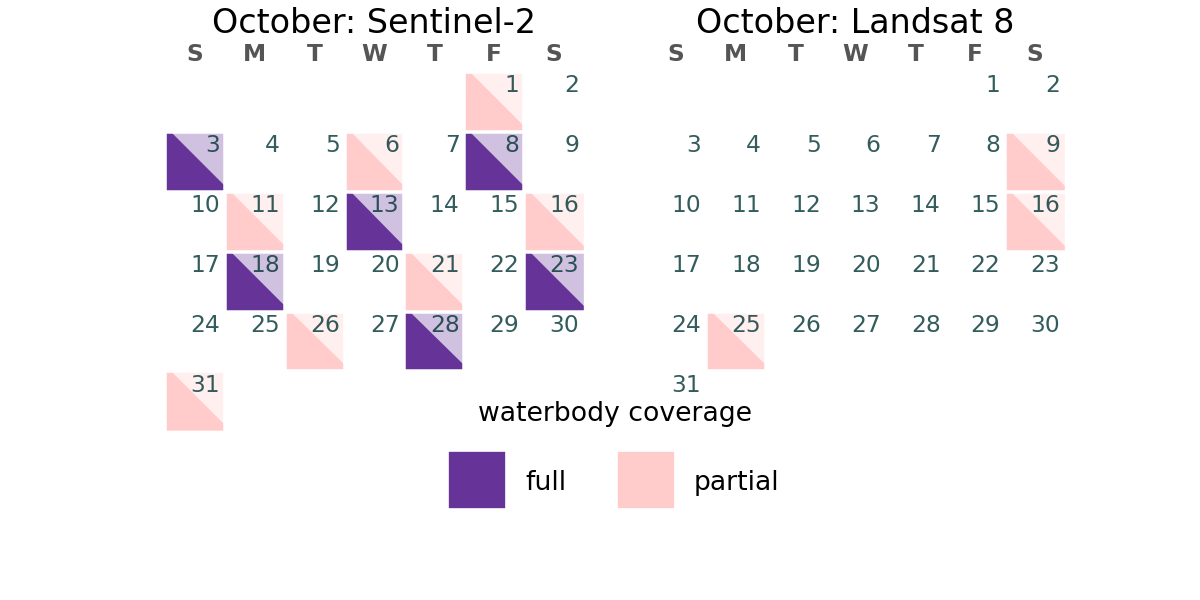 October: Sentinel-2
S M T W T F S
1 2
3 4 5 6 7 8 9
10 11 12 13 14 15 16
17 18 19 20 21 22 23
24 25 26 27 28 29 30
31
October: Landsat 8
S M T W T F S
1 2
3 4 5 6 7 8 9
10 11 12 13 14 15 16
17 18 19 20 21 22 23
24 25 26 27 28 29 30
31
waterbody coverage
full partial